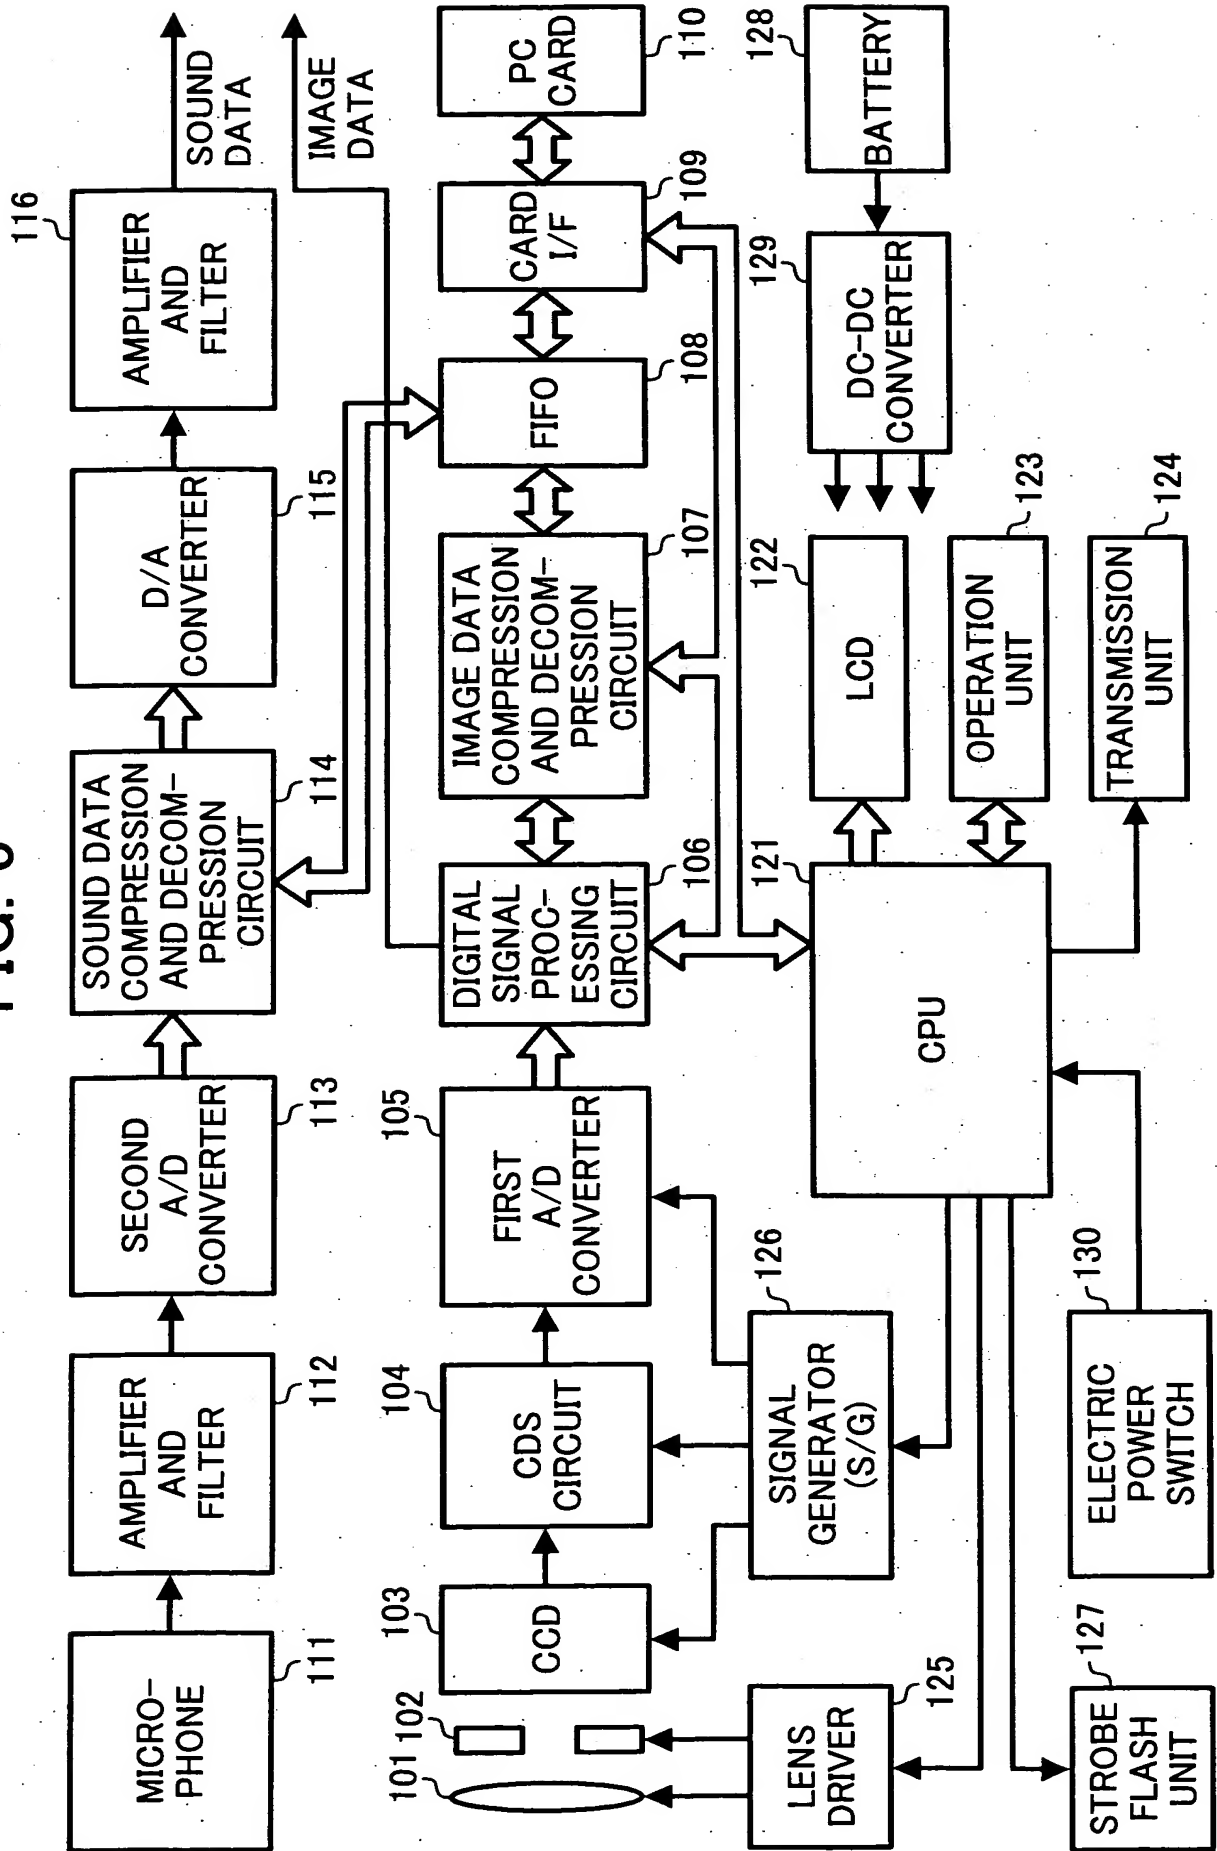 FIG. 6
MICRO-
PHONE
111
AMPLIFIER
AND
FILTER
112
SECOND
A/D
CONVERTER
113
SOUND DATA
COMPRESSION
AND DECOM-
PRESSION
CIRCUIT
114
D/A
CONVERTER
115
AMPLIFIER
AND
FILTER
116
SOUND
DATA
IMAGE
DATA
101
102
103
CCD
104
CDS
CIRCUIT
105
FIRST
A/D
CONVERTER
DIGITAL
SIGNAL
PROC-
ESSING
CIRCUIT
106
IMAGE DATA
COMPRESSION
AND DECOM-
PRESSION
CIRCUIT
107
FIFO
108
CARD
I/F
109
PC
CARD
110
LENS
DRIVER
125
SIGNAL
GENERATOR
(S/G)
126
121
CPU
122
LCD
OPERATION
UNIT
123
TRANSMISSION
UNIT
124
129
DC-DC
CONVERTER
128
BATTERY
STROBE
FLASH
UNIT
127
ELECTRIC
POWER
SWITCH
130